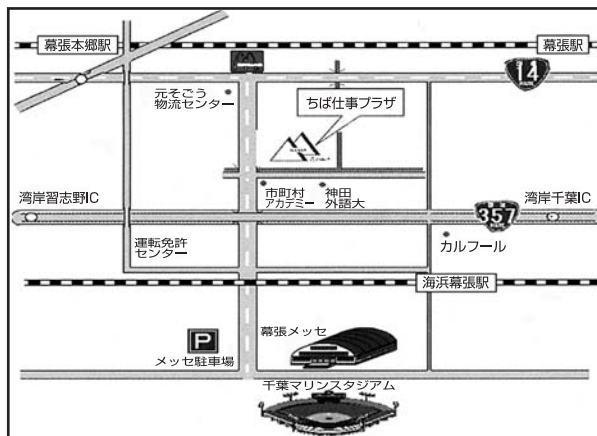 幕張本郷駅
幕張駅
14
元そごう
物流センター
ちば仕事プラザ
湾岸習志野IC
市町村
アカデミー
神田
外語大
357
湾岸千葉IC
運転免許
センター
カルフール
海浜幕張駅
P
メッセ駐車場
幕張メッセ
千葉マリンスタジアム